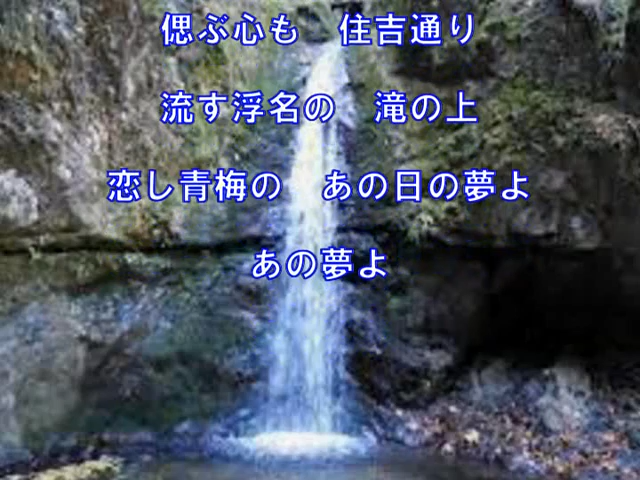 偲ぶ心も　住吉通り
流す浮名の　滝の上
恋し青梅の　あの日の夢よ
あの夢よ